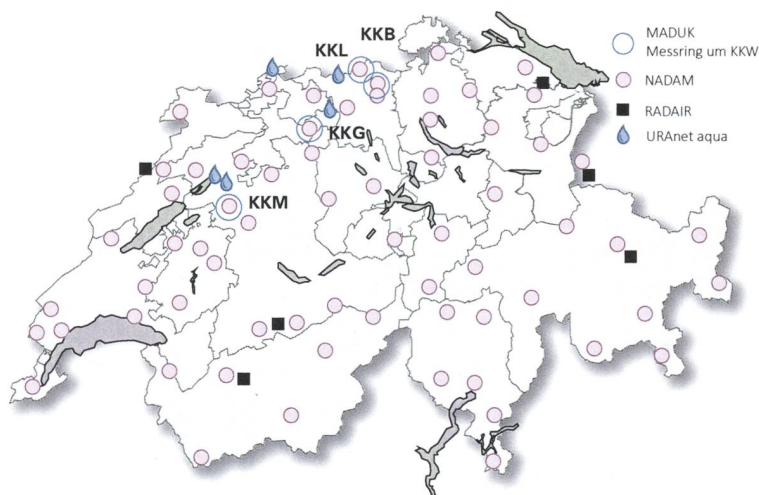 KKB
KKL
KKG
KKM
MADUK
Messring um KKW
NADAM
RADAIR
URAnet aqua